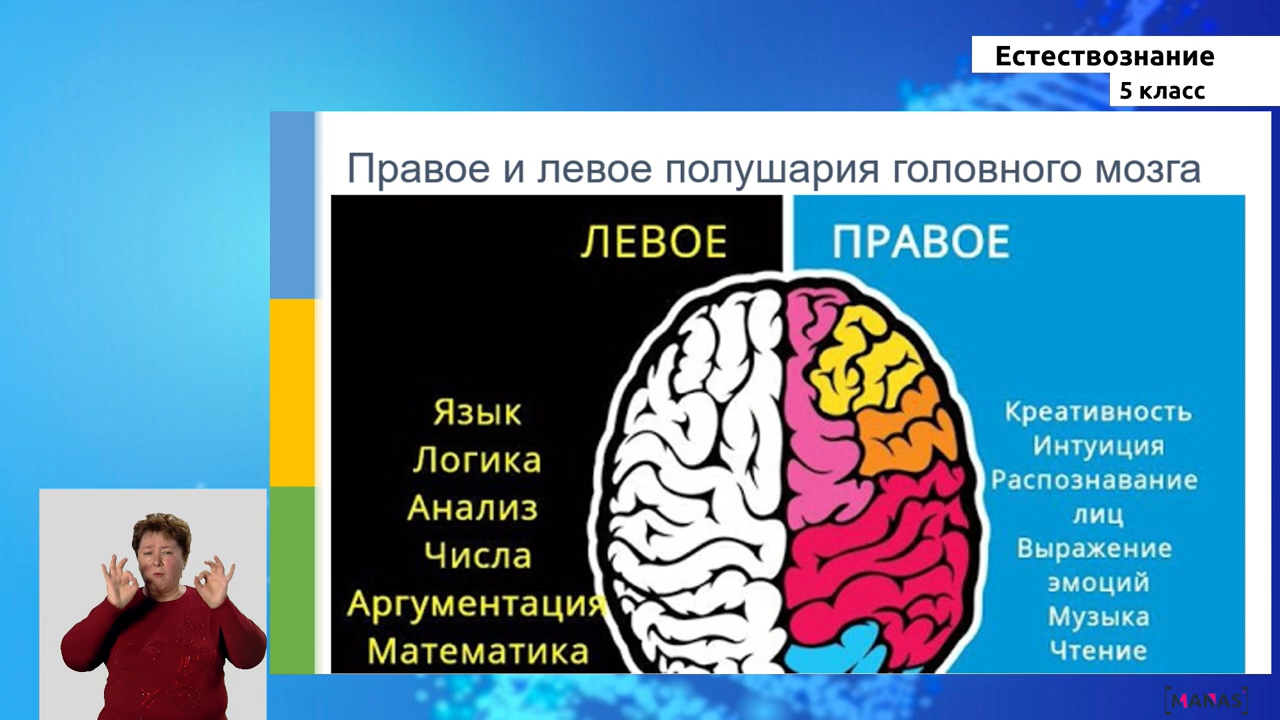 Естествознание
5 класс
Правое и левое полушария головного мозга
ЛЕВОЕ
Язык
Логика
Анализ
Числа
Аргументация
Математика
ПРАВОЕ
Креативность
Интуиция
Распознавание
лиц
Выражение
эмоций
Музыка
Чтение
[MANAS]